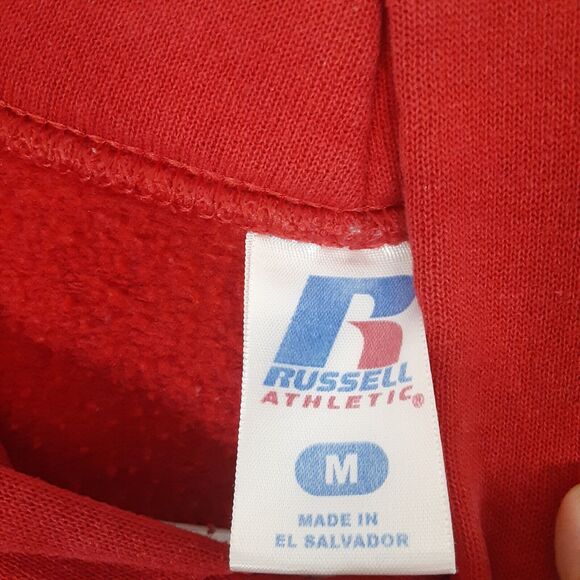 R
RUSSELL
ATHLETIC®
M
MADE IN
EL SALVADOR